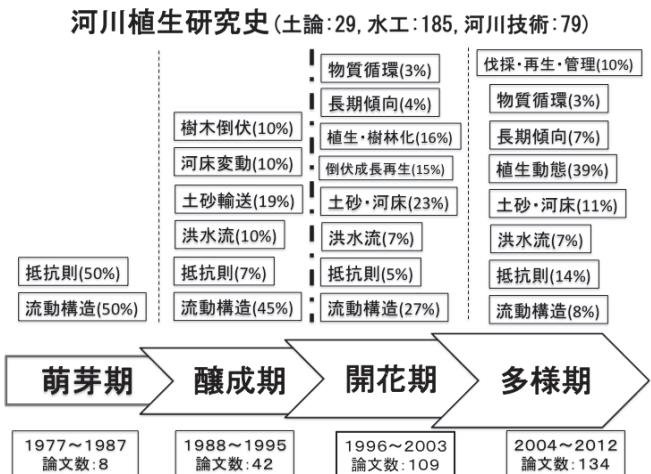 河川植生研究史(土論:29, 水工:185, 河川技術:79)
抵抗則(50%)
流動構造(50%)
樹木倒伏(10%)
河床変動(10%)
土砂輸送(19%)
洪水流(10%)
抵抗則(7%)
流動構造(45%)
物質循環(3%)
長期傾向(4%)
植生・樹林化(16%)
倒伏成長再生(15%)
土砂・河床(23%)
洪水流(7%)
抵抗則(5%)
流動構造(27%)
伐採・再生・管理(10%)
物質循環(3%)
長期傾向(7%)
植生動態(39%)
土砂・河床(11%)
洪水流(7%)
抵抗則(14%)
流動構造(8%)
萌芽期
醸成期
開花期
多様期
1977～1987
論文数:8
1988～1995
論文数:42
1996～2003
論文数:109
2004～2012
論文数:134